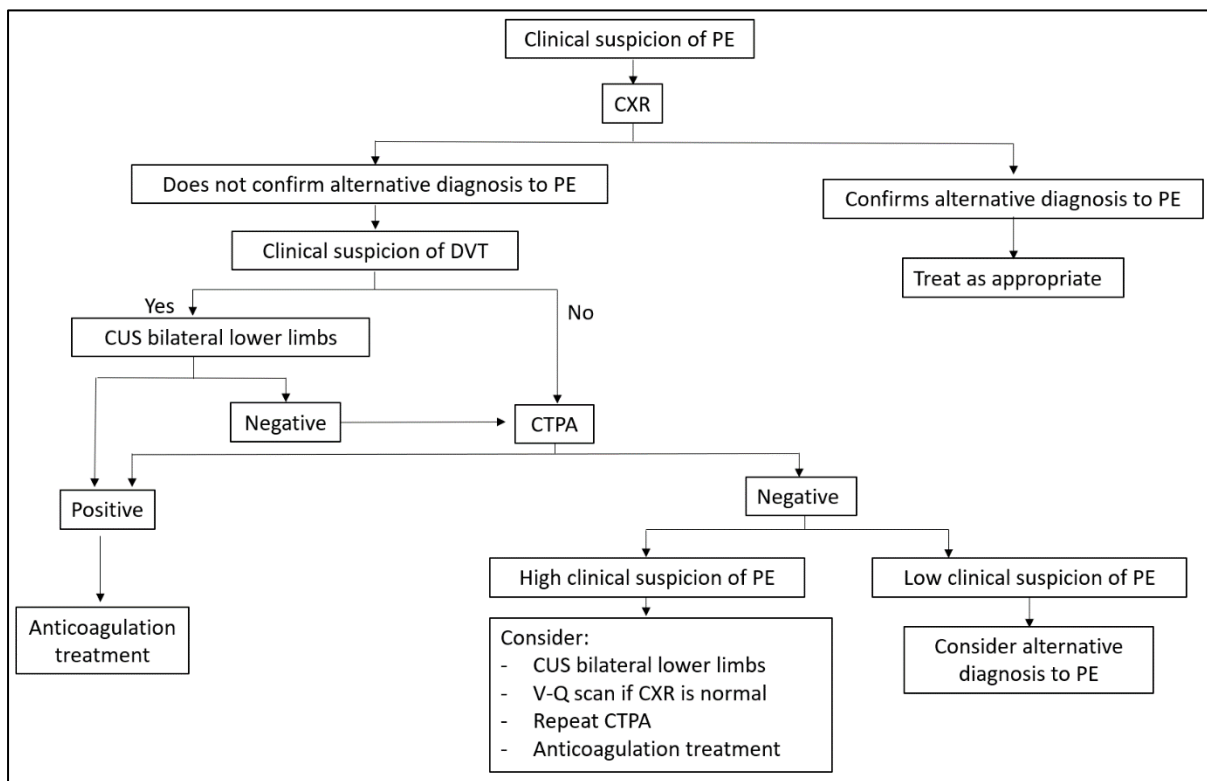 Clinical suspicion of PE
CXR
Does not confirm alternative diagnosis to PE
Confirms alternative diagnosis to PE
Clinical suspicion of DVT
Treat as appropriate
Yes
No
CUS bilateral lower limbs
Negative
CTPA
Positive
Negative
High clinical suspicion of PE
Low clinical suspicion of PE
Anticoagulation
treatment
Consider:
- CUS bilateral lower limbs
- V-Q scan if CXR is normal
- Repeat CTPA
- Anticoagulation treatment
Consider alternative
diagnosis to PE